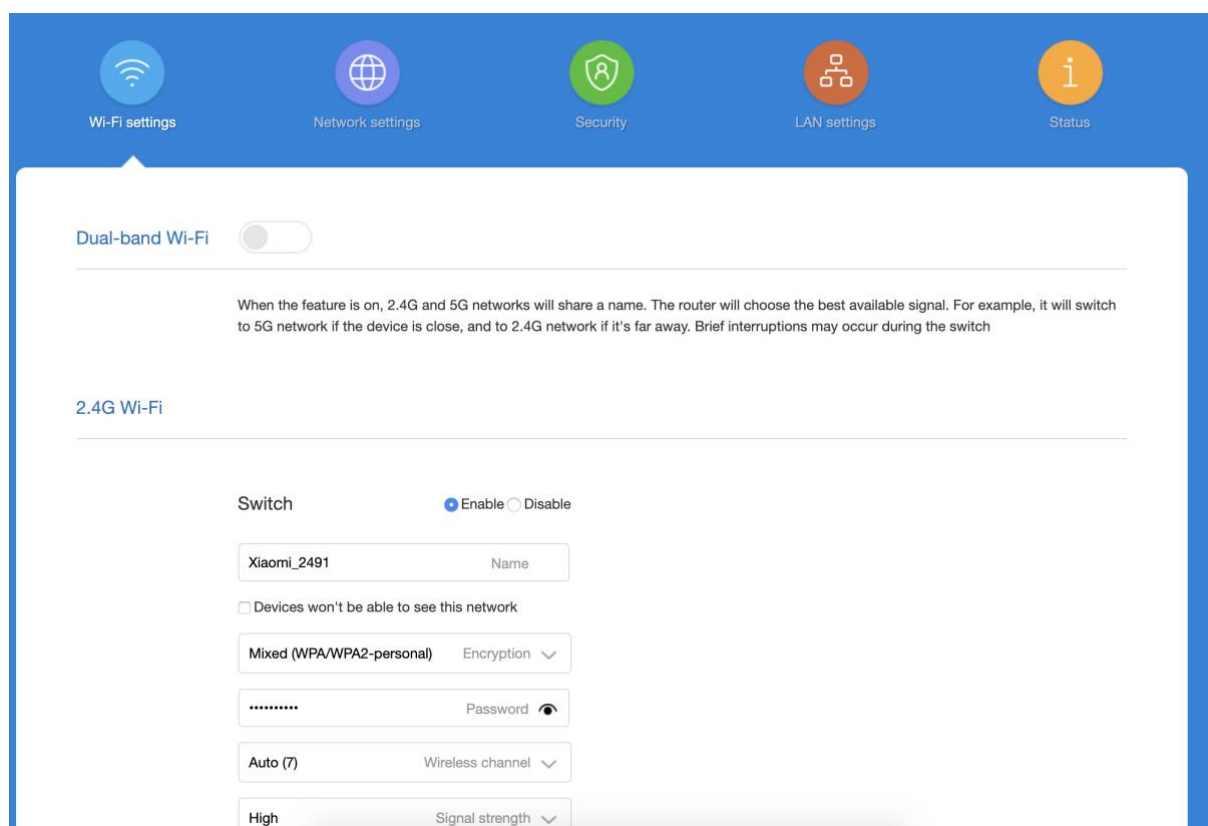 Wi-Fi settings
Network settings
Security
LAN settings
Status
Dual-band Wi-Fi
When the feature is on, 2.4G and 5G networks will share a name. The router will choose the best available signal. For example, it will switch
to 5G network if the device is close, and to 2.4G network if it's far away. Brief interruptions may occur during the switch
2.4G Wi-Fi
Switch Enable Disable
Xiaomi_2491 Name
Devices won't be able to see this network
Mixed (WPA/WPA2-personal) Encryption
•••••••••• Password
Auto (7) Wireless channel
High Signal strength